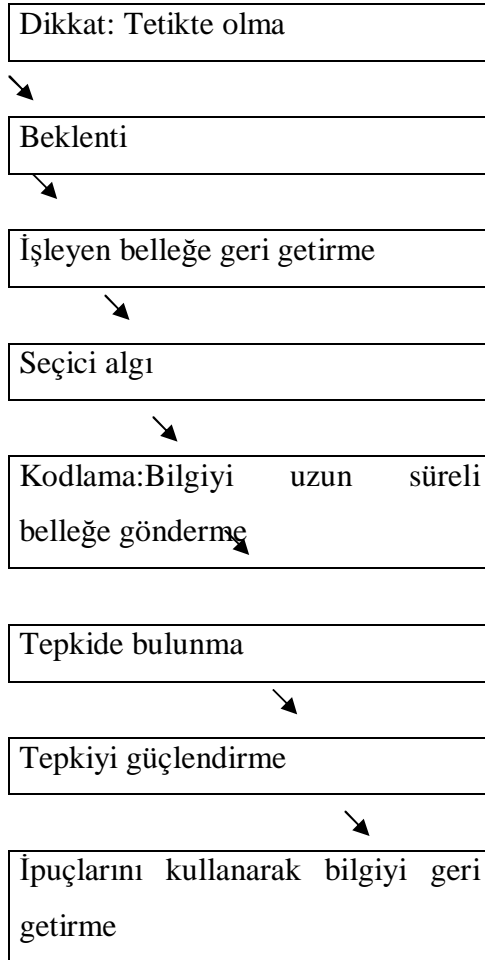 Dikkat: Tetikte olma
Beklenti
İşleyen belleğe geri getirme
Seçici algı
Kodlama:Bilgiyi uzun süreli
belleğe gönderme
Tepkide bulunma
Tepkiyi güçlendirme
İpuçlarını kullanarak bilgiyi geri
getirme